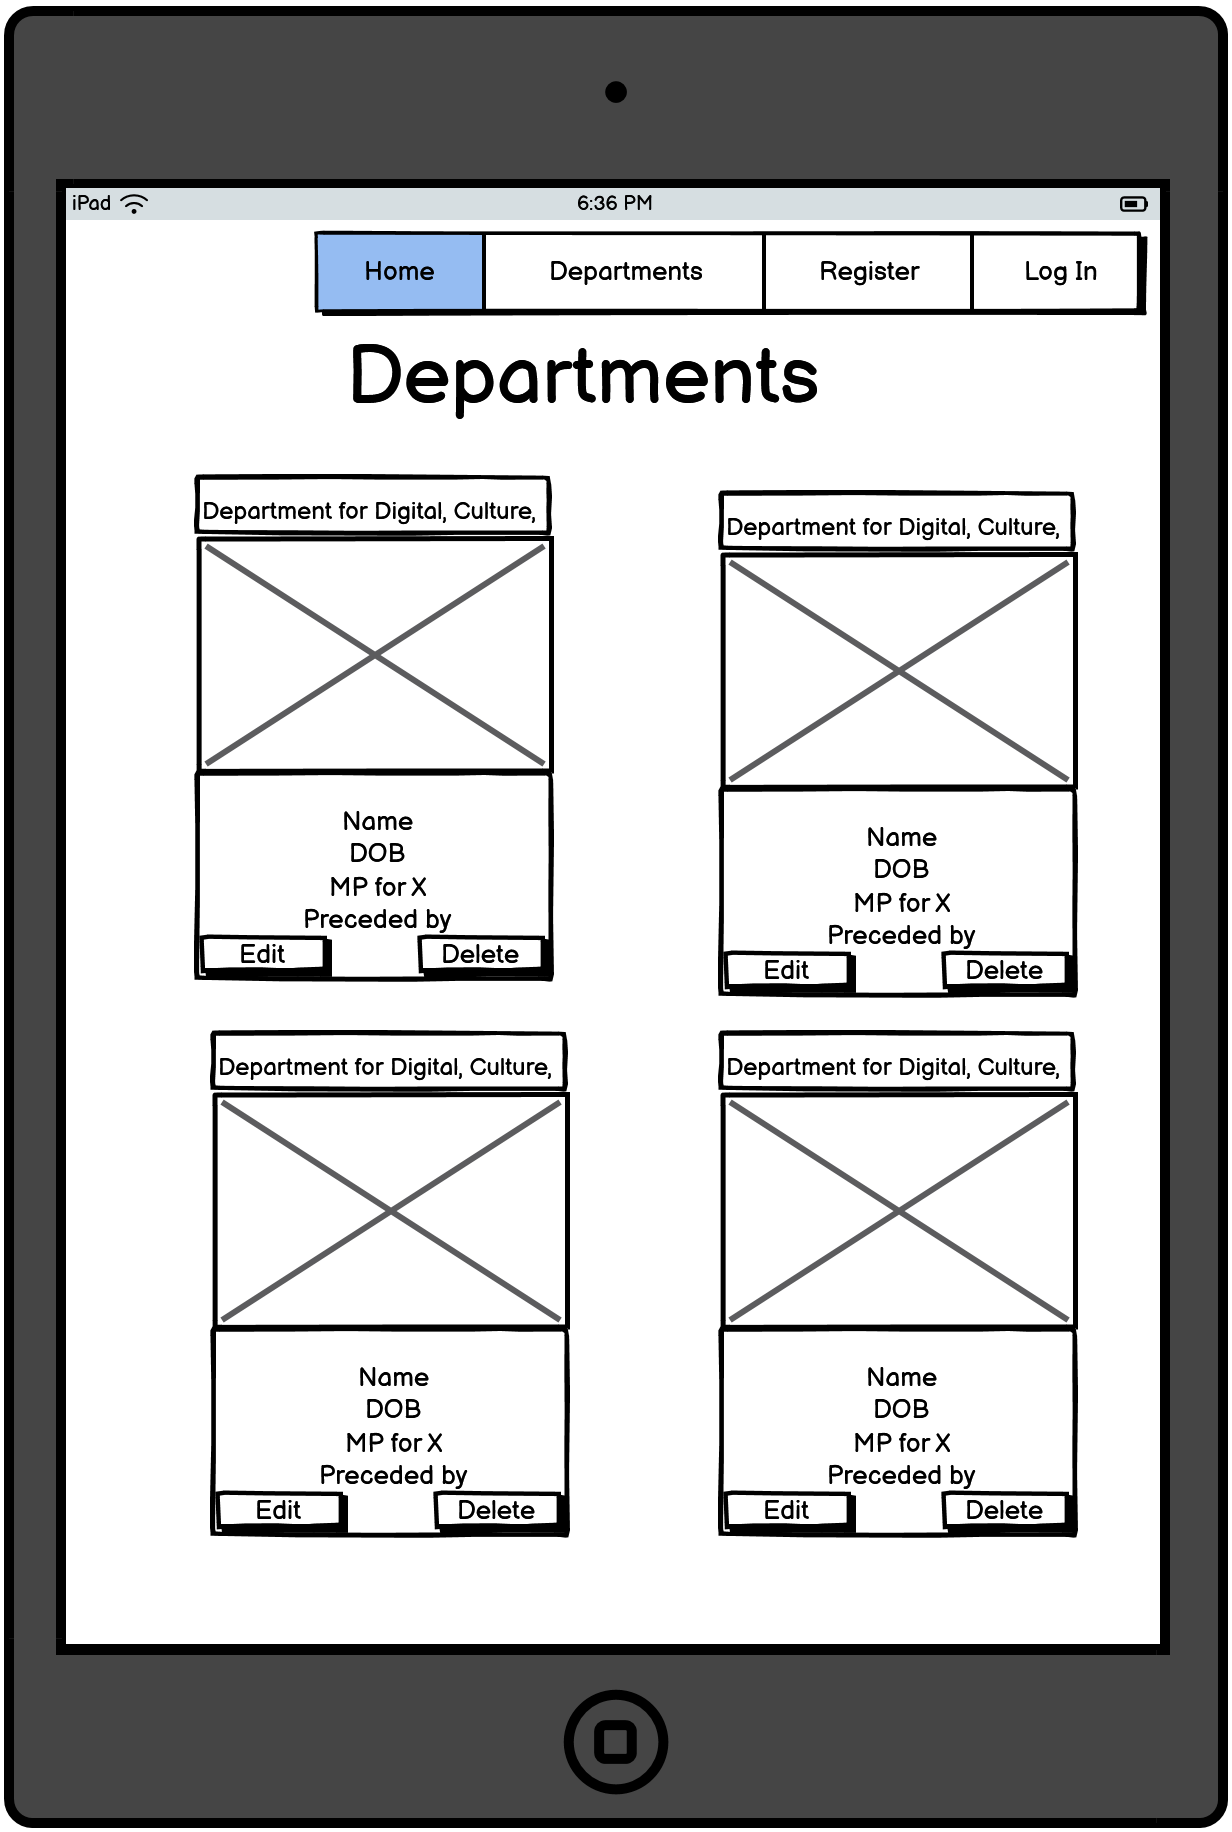 iPad 6:36 PM
Home Departments Register Log In
Departments
Department for Digital, Culture,
Name
DOB
MP for X
Preceded by
Edit Delete
Department for Digital, Culture,
Name
DOB
MP for X
Preceded by
Edit Delete
Department for Digital, Culture,
Name
DOB
MP for X
Preceded by
Edit Delete
Department for Digital, Culture,
Name
DOB
MP for X
Preceded by
Edit Delete